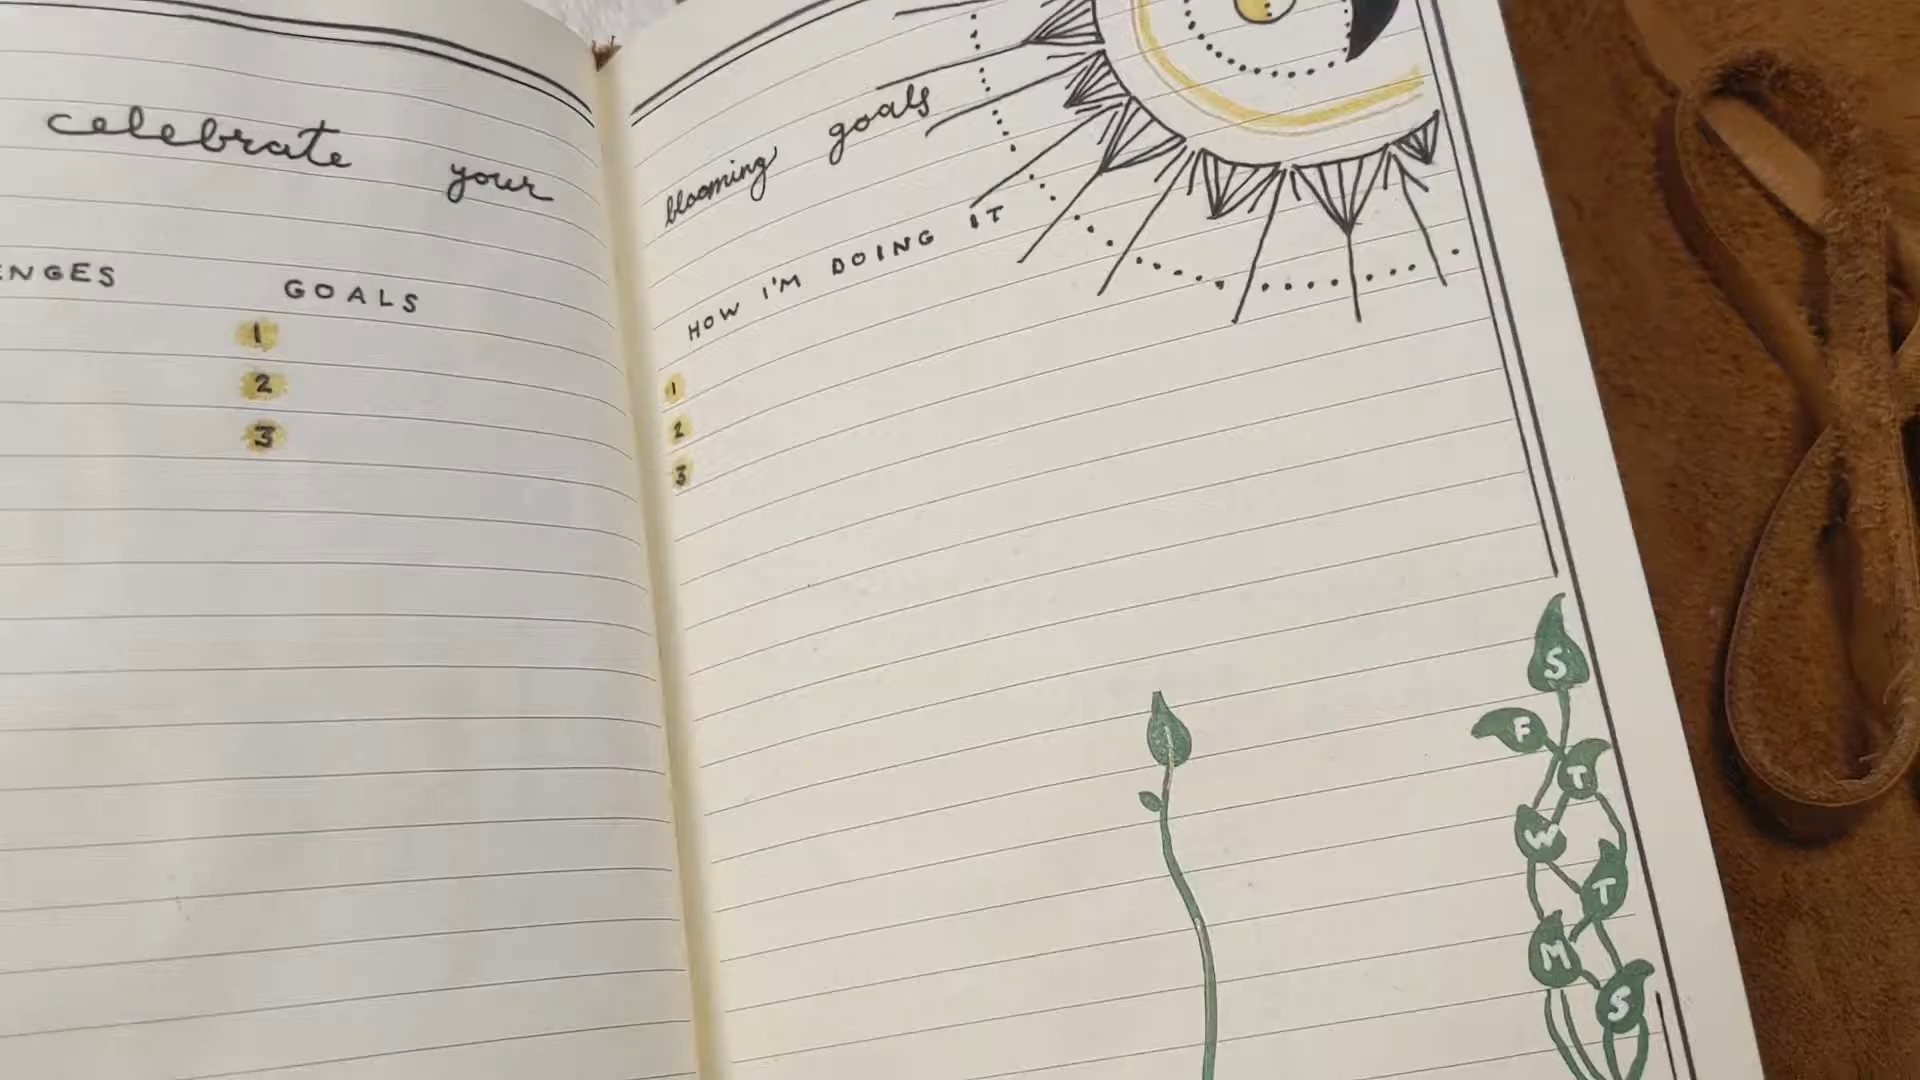 celebrate your
ENGES
GOALS
1
2
3
blooming goals
HOW I'M DOING IT
1
2
3
S
F
T
W
T
M
S